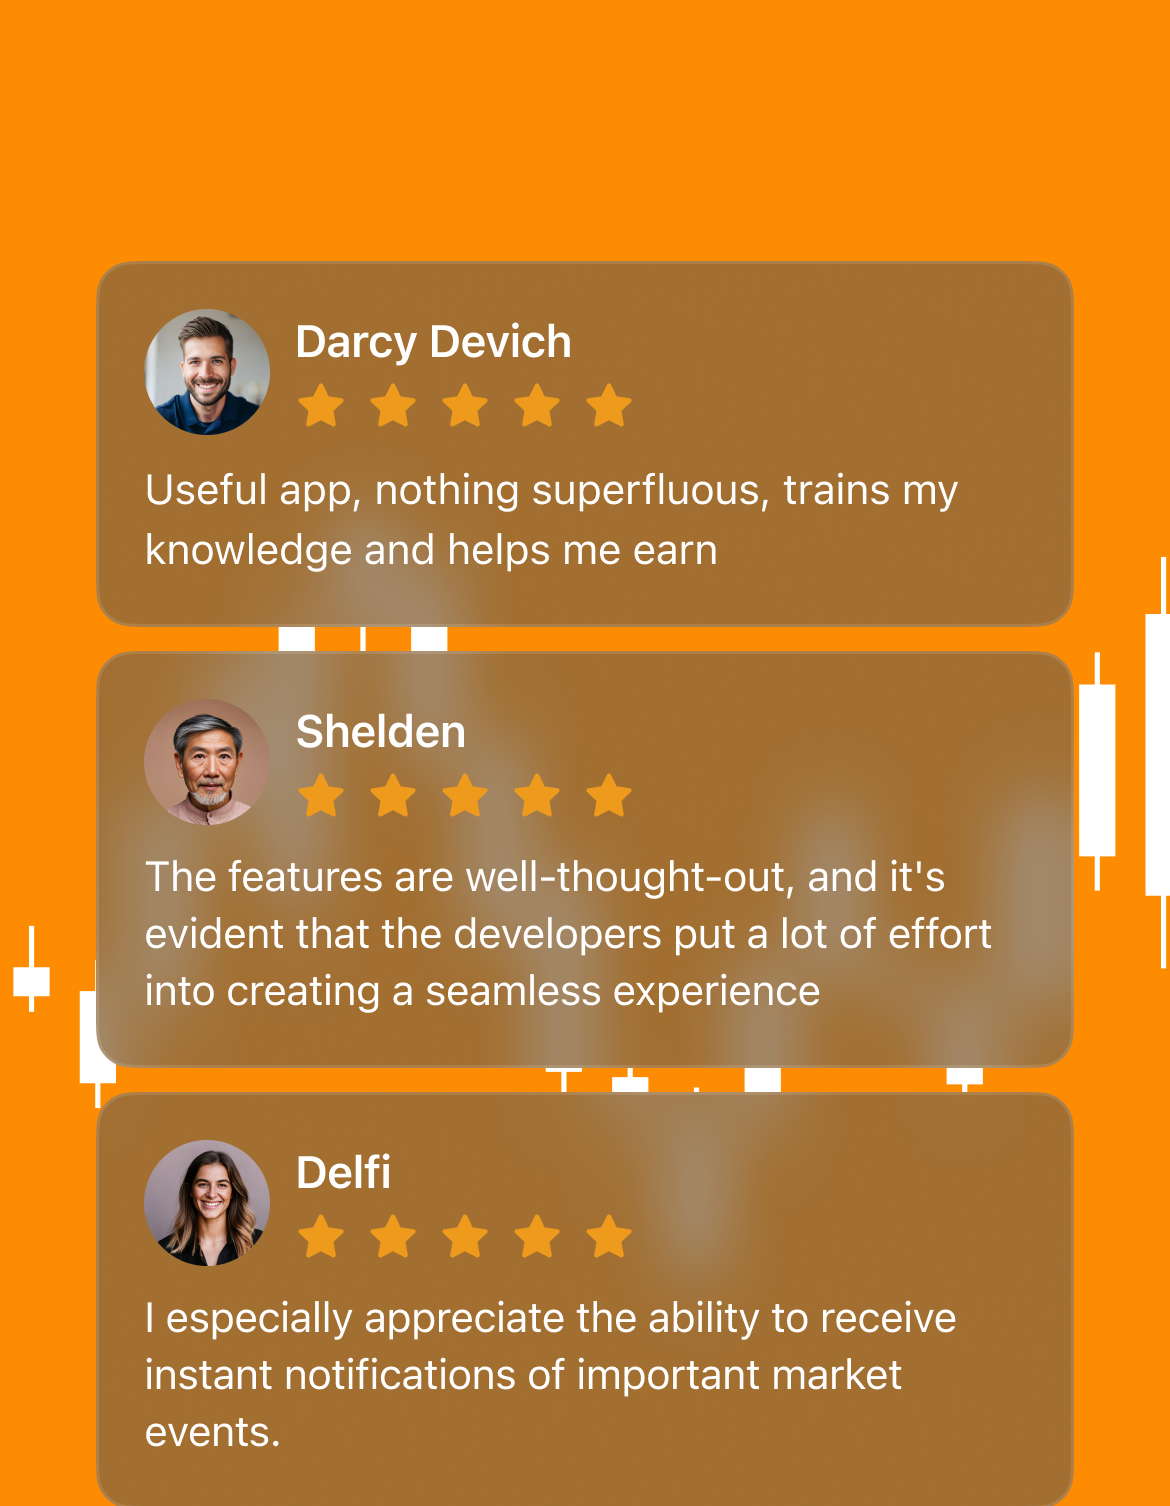 Darcy Devich
Useful app, nothing superfluous, trains my
knowledge and helps me earn
Shelden
The features are well-thought-out, and it's
evident that the developers put a lot of effort
into creating a seamless experience
Delfi
I especially appreciate the ability to receive
instant notifications of important market
events.